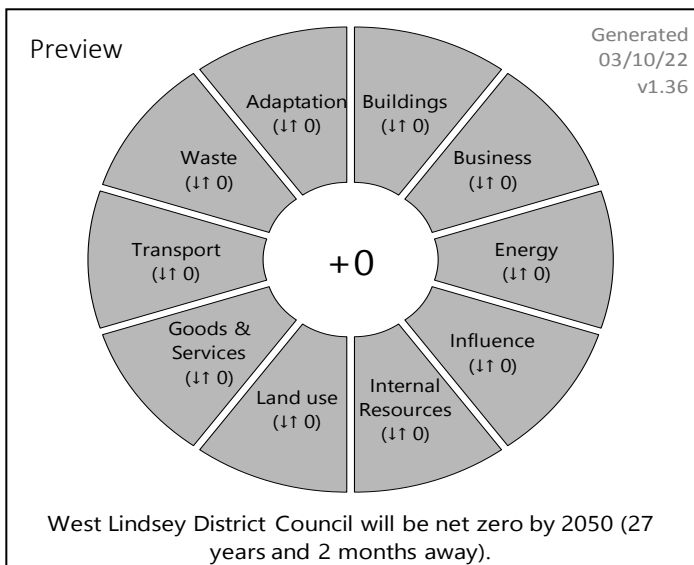 Preview
Generated
03/10/22
v1.36
Adaptation
(↓↑ 0)
Buildings
(↓↑ 0)
Waste
(↓↑ 0)
Business
(↓↑ 0)
Transport
(↓↑ 0)
+0
Energy
(↓↑ 0)
Goods &
Services
(↓↑ 0)
Influence
(↓↑ 0)
Land use
(↓↑ 0)
Internal
Resources
(↓↑ 0)
West Lindsey District Council will be net zero by 2050 (27
years and 2 months away).